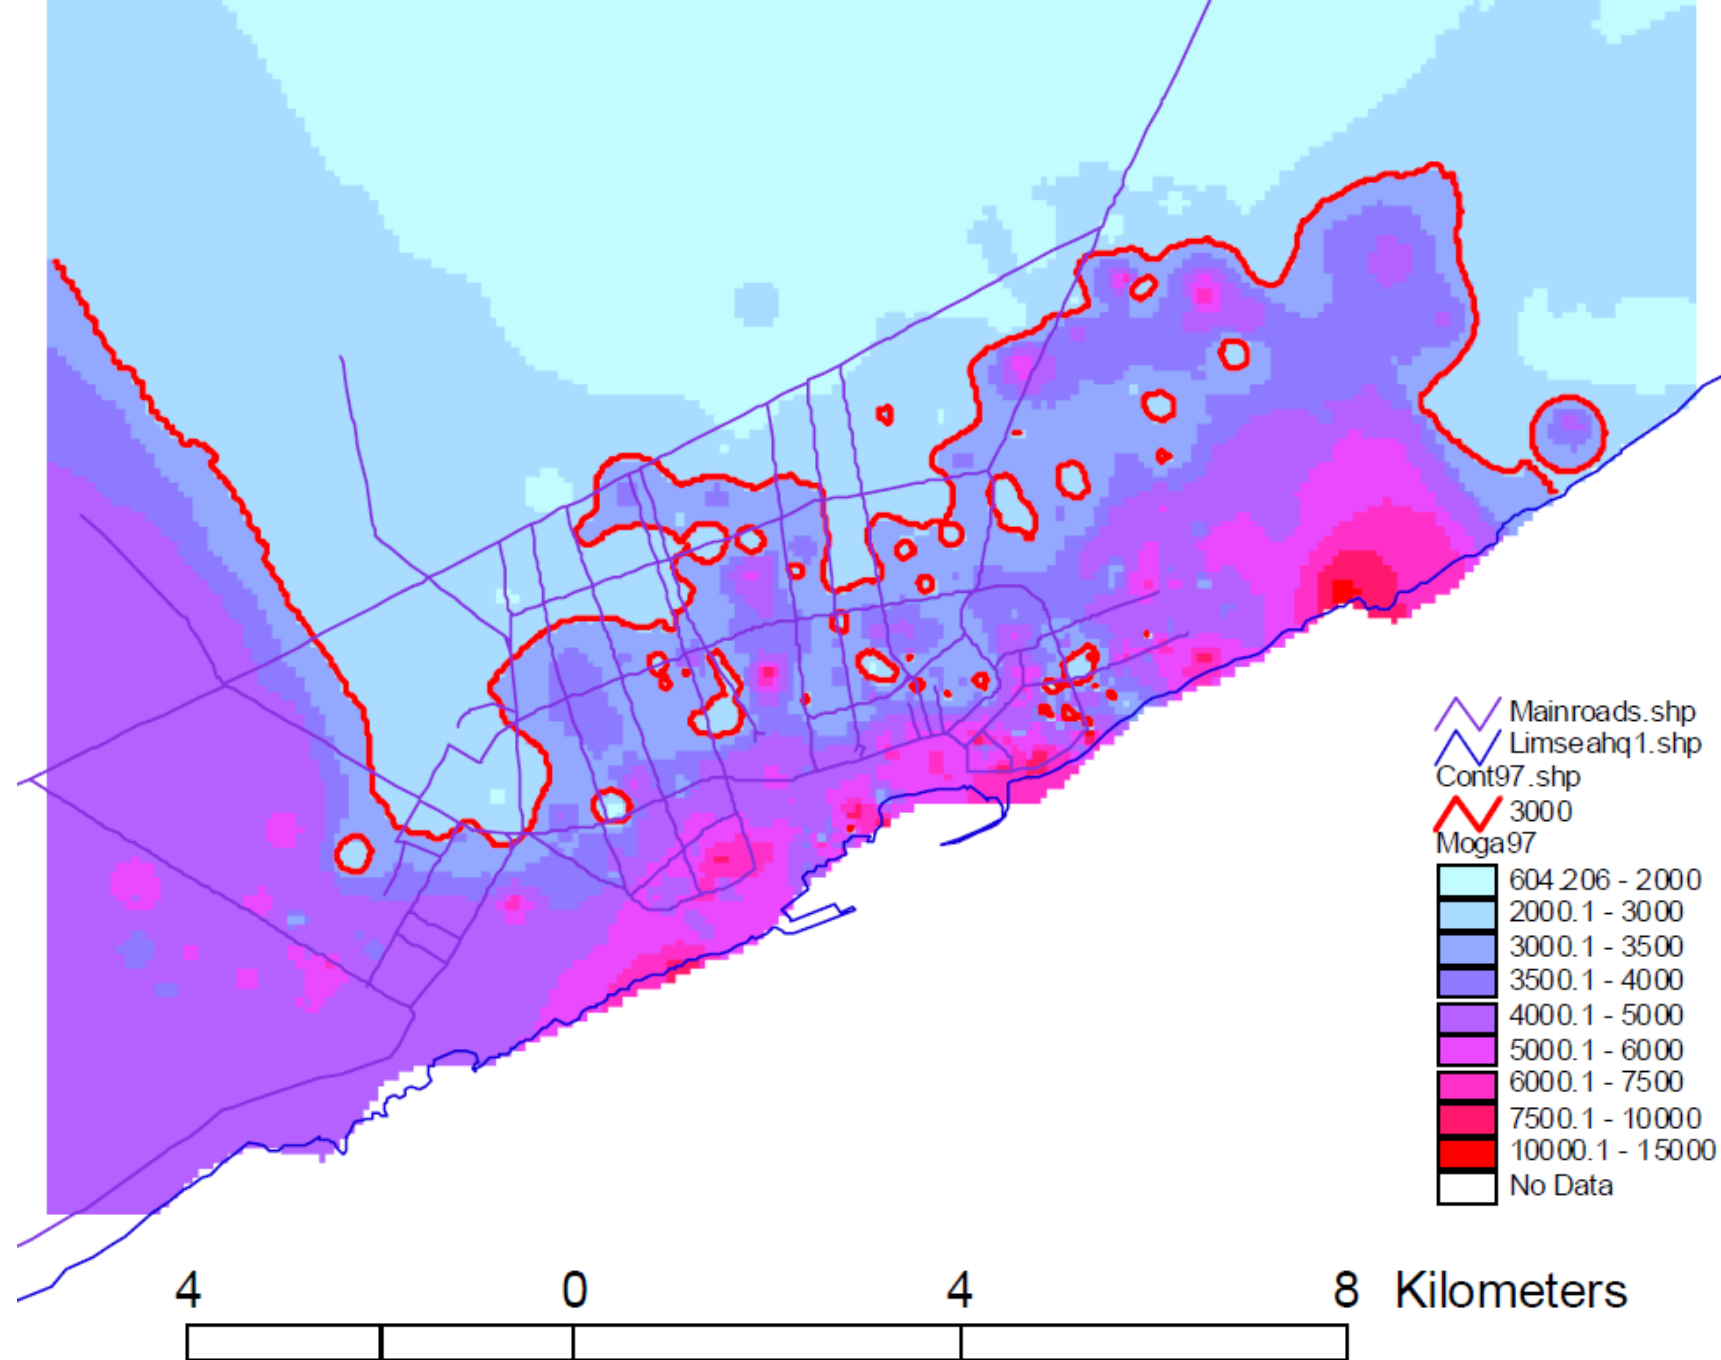 Mainroads.shp
Limseahq1.shp
Cont97.shp
3000
Moga97
604.206 - 2000
2000.1 - 3000
3000.1 - 3500
3500.1 - 4000
4000.1 - 5000
5000.1 - 6000
6000.1 - 7500
7500.1 - 10000
10000.1 - 15000
No Data
4 0 4 8 Kilometers